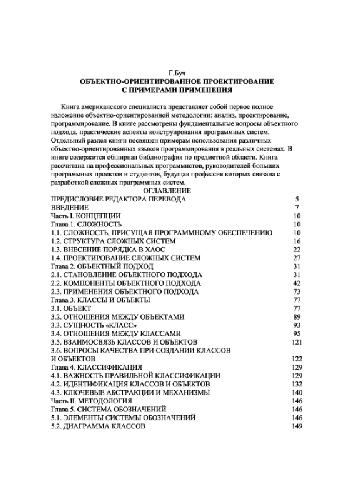 Г.Буч
ОБЪЕКТНО-ОРИЕНТИРОВАННОЕ ПРОЕКТИРОВАНИЕ
С ПРИМЕРАМИ ПРИМЕНЕНИЯ
Книга американского специалиста представляет собой первое полное
изложение объектно-ориентированной методологии: анализ, проектирование,
программирование. В книге рассмотрены фундаментальные вопросы объектного
подхода, практические аспекты конструирования программных систем.
Отдельный раздел книги посвящен примерам использования различных
объектно-ориентированных языков программирования в реальных системах. В
книге содержится обширная библиография по предметной области. Книга
рассчитана на профессиональных программистов, руководителей больших
программных проектов и студентов, будущая профессия которых связана с
разработкой сложных программных систем.
ОГЛАВЛЕНИЕ
ПРЕДИСЛОВИЕ РЕДАКТОРА ПЕРЕВОДА 5
ВВЕДЕНИЕ 7
Часть I. КОНЦЕПЦИИ 10
Глава 1. СЛОЖНОСТЬ 10
1.1. СЛОЖНОСТЬ, ПРИСУЩАЯ ПРОГРАММНОМУ ОБЕСПЕЧЕНИЮ 10
1.2. СТРУКТУРА СЛОЖНЫХ СИСТЕМ 16
1.3. ВНЕСЕНИЕ ПОРЯДКА В ХАОС 22
1.4. ПРОЕКТИРОВАНИЕ СЛОЖНЫХ СИСТЕМ 27
Глава 2. ОБЪЕКТНЫЙ ПОДХОД 31
2.1. СТАНОВЛЕНИЕ ОБЪЕКТНОГО ПОДХОДА 31
2.2. КОМПОНЕНТЫ ОБЪЕКТНОГО ПОДХОДА 42
2.3. ПРИМЕНЕНИЯ ОБЪЕКТНОГО ПОДХОДА 73
Глава 3. КЛАССЫ И ОБЪЕКТЫ 77
3.1. ОБЪЕКТ 77
3.2. ОТНОШЕНИЯ МЕЖДУ ОБЪЕКТАМИ 89
3.3. СУЩНОСТЬ «КЛАСС» 93
3.4. ОТНОШЕНИЯ МЕЖДУ КЛАССАМИ 95
3.5. ВЗАИМОСВЯЗЬ КЛАССОВ И ОБЪЕКТОВ 121
3.6. ВОПРОСЫ КАЧЕСТВА ПРИ СОЗДАНИИ КЛАССОВ
И ОБЪЕКТОВ 122
Глава 4. КЛАССИФИКАЦИЯ 129
4.1. ВАЖНОСТЬ ПРАВИЛЬНОЙ КЛАССИФИКАЦИИ 129
4.2. ИДЕНТИФИКАЦИЯ КЛАССОВ И ОБЪЕКТОВ 132
4.3. КЛЮЧЕВЫЕ АБСТРАКЦИИ И МЕХАНИЗМЫ 140
Часть II. МЕТОДОЛОГИЯ 146
Глава 5. СИСТЕМА ОБОЗНАЧЕНИЙ 146
5.1. ЭЛЕМЕНТЫ СИСТЕМЫ ОБОЗНАЧЕНИЙ 146
5.2. ДИАГРАММА КЛАССОВ 149